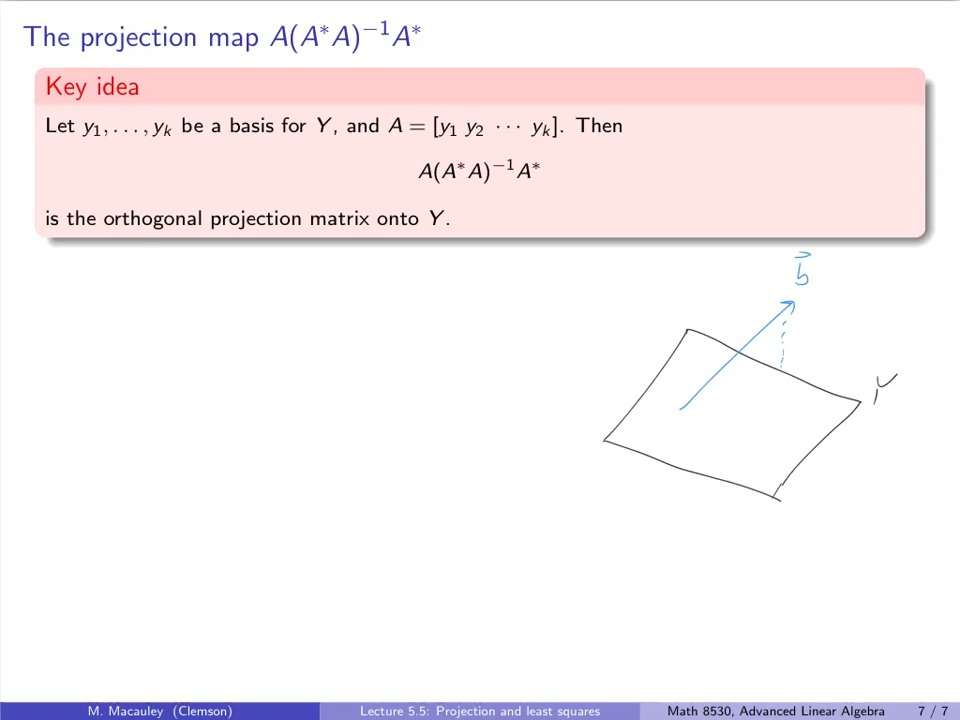 The projection map A(A*A)⁻¹A*
Key idea
Let y₁, . . . , yₖ be a basis for Y, and A = [y₁ y₂ ··· yₖ]. Then
A(A*A)⁻¹A*
is the orthogonal projection matrix onto Y.
b⃗
Y
M. Macauley (Clemson) Lecture 5.5: Projection and least squares Math 8530, Advanced Linear Algebra 7 / 7